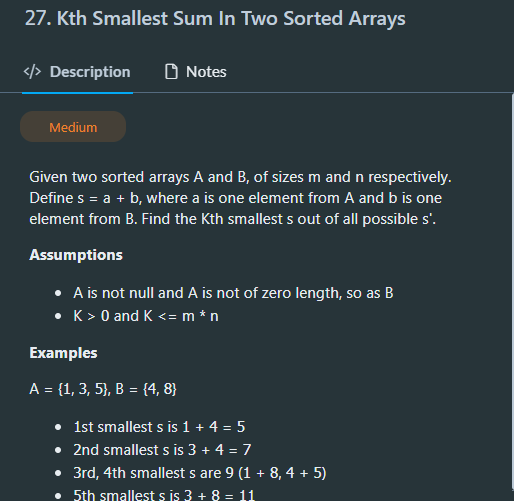 27. Kth Smallest Sum In Two Sorted Arrays
</> Description Notes
Medium
Given two sorted arrays A and B, of sizes m and n respectively.
Define s = a + b, where a is one element from A and b is one
element from B. Find the Kth smallest s out of all possible s'.
Assumptions
• A is not null and A is not of zero length, so as B
• K > 0 and K <= m * n
Examples
A = {1, 3, 5}, B = {4, 8}
• 1st smallest s is 1 + 4 = 5
• 2nd smallest s is 3 + 4 = 7
• 3rd, 4th smallest s are 9 (1 + 8, 4 + 5)
• 5th smallest s is 3 + 8 = 11